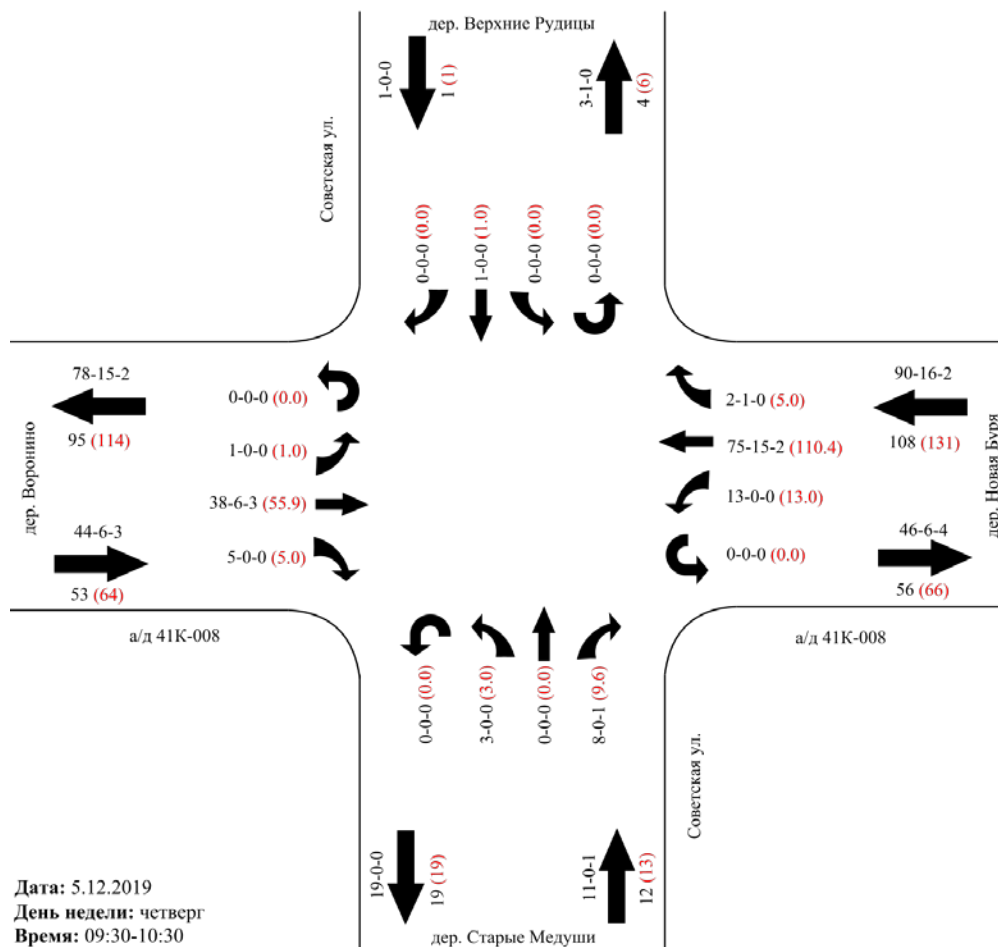 дер. Верхние Рудицы
1-0-0
1 (1)
3-1-0
4 (6)
Советская ул.
0-0-0 (0.0)
1-0-0 (1.0)
0-0-0 (0.0)
0-0-0 (0.0)
78-15-2
95 (114)
дер. Воронино
44-6-3
53 (64)
а/д 41К-008
0-0-0 (0.0)
1-0-0 (1.0)
38-6-3 (55.9)
5-0-0 (5.0)
2-1-0 (5.0)
75-15-2 (110.4)
13-0-0 (13.0)
0-0-0 (0.0)
90-16-2
108 (131)
дер. Новая Буря
46-6-4
56 (66)
а/д 41К-008
0-0-0 (0.0)
3-0-0 (3.0)
0-0-0 (0.0)
8-0-1 (9.6)
Советская ул.
19-0-0
19 (19)
11-0-1
12 (13)
дер. Старые Медуши
Дата: 5.12.2019
День недели: четверг
Время: 09:30-10:30